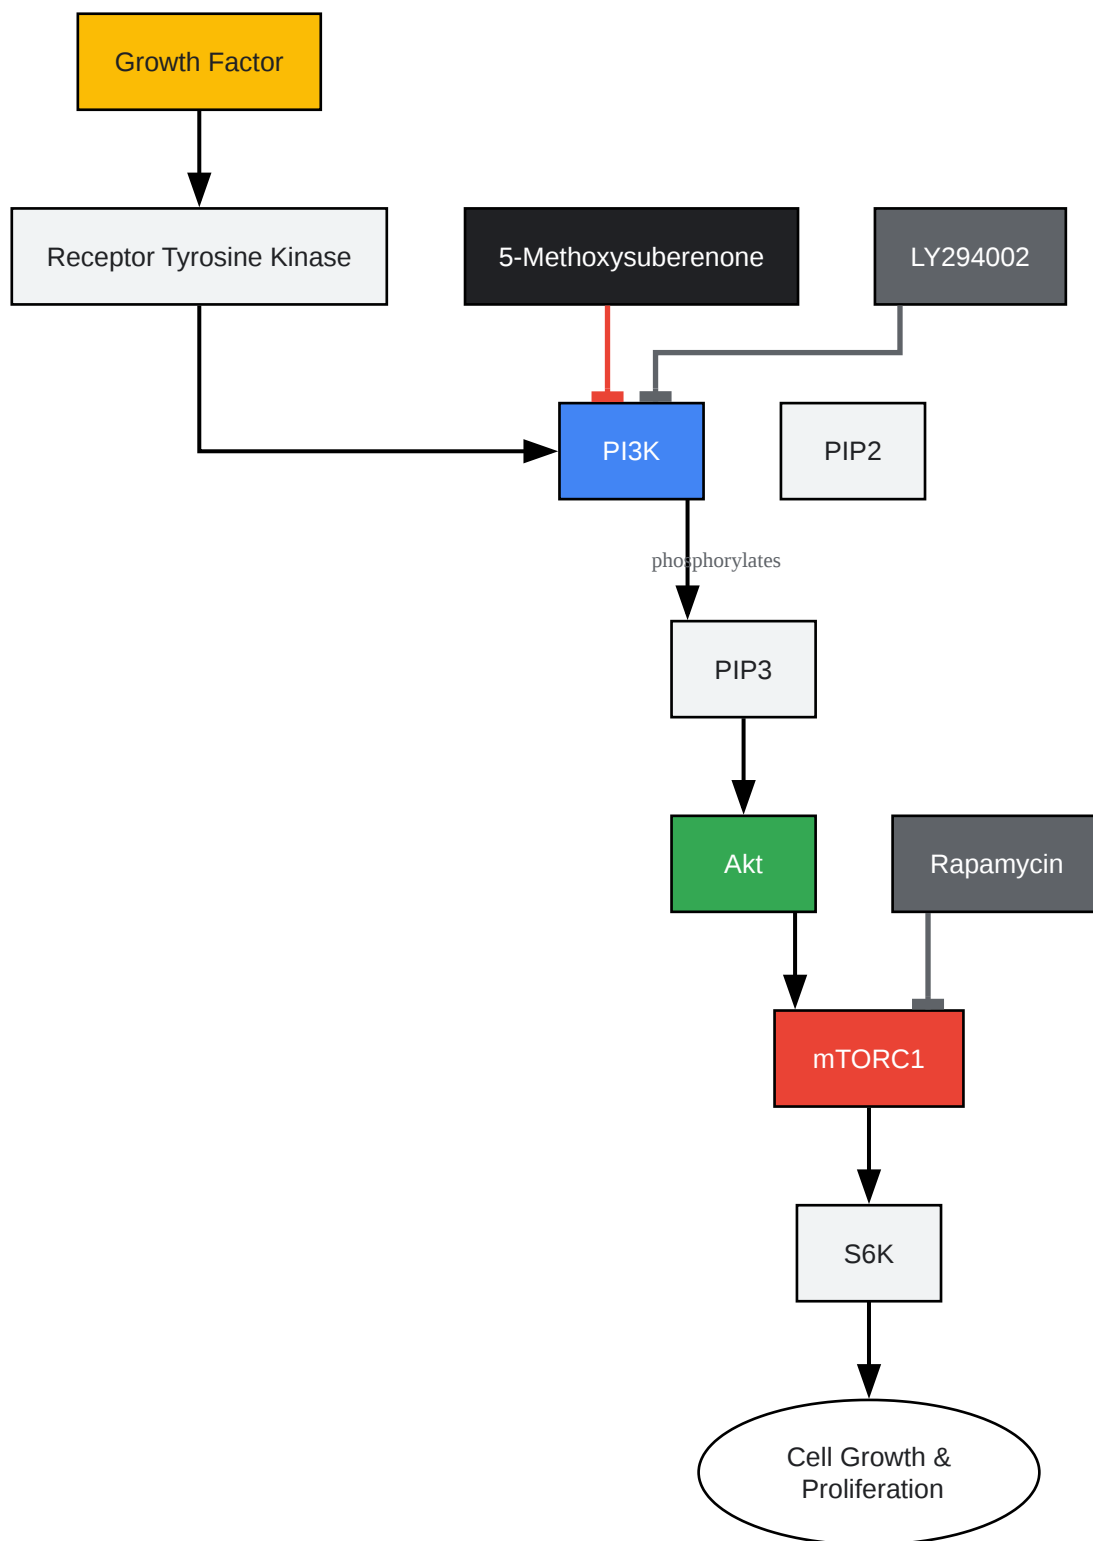 Growth Factor
Receptor Tyrosine Kinase
5-Methoxysuberenone
LY294002
PI3K
PIP2
phosphorylates
PIP3
Akt
Rapamycin
mTORC1
S6K
Cell Growth &
Proliferation